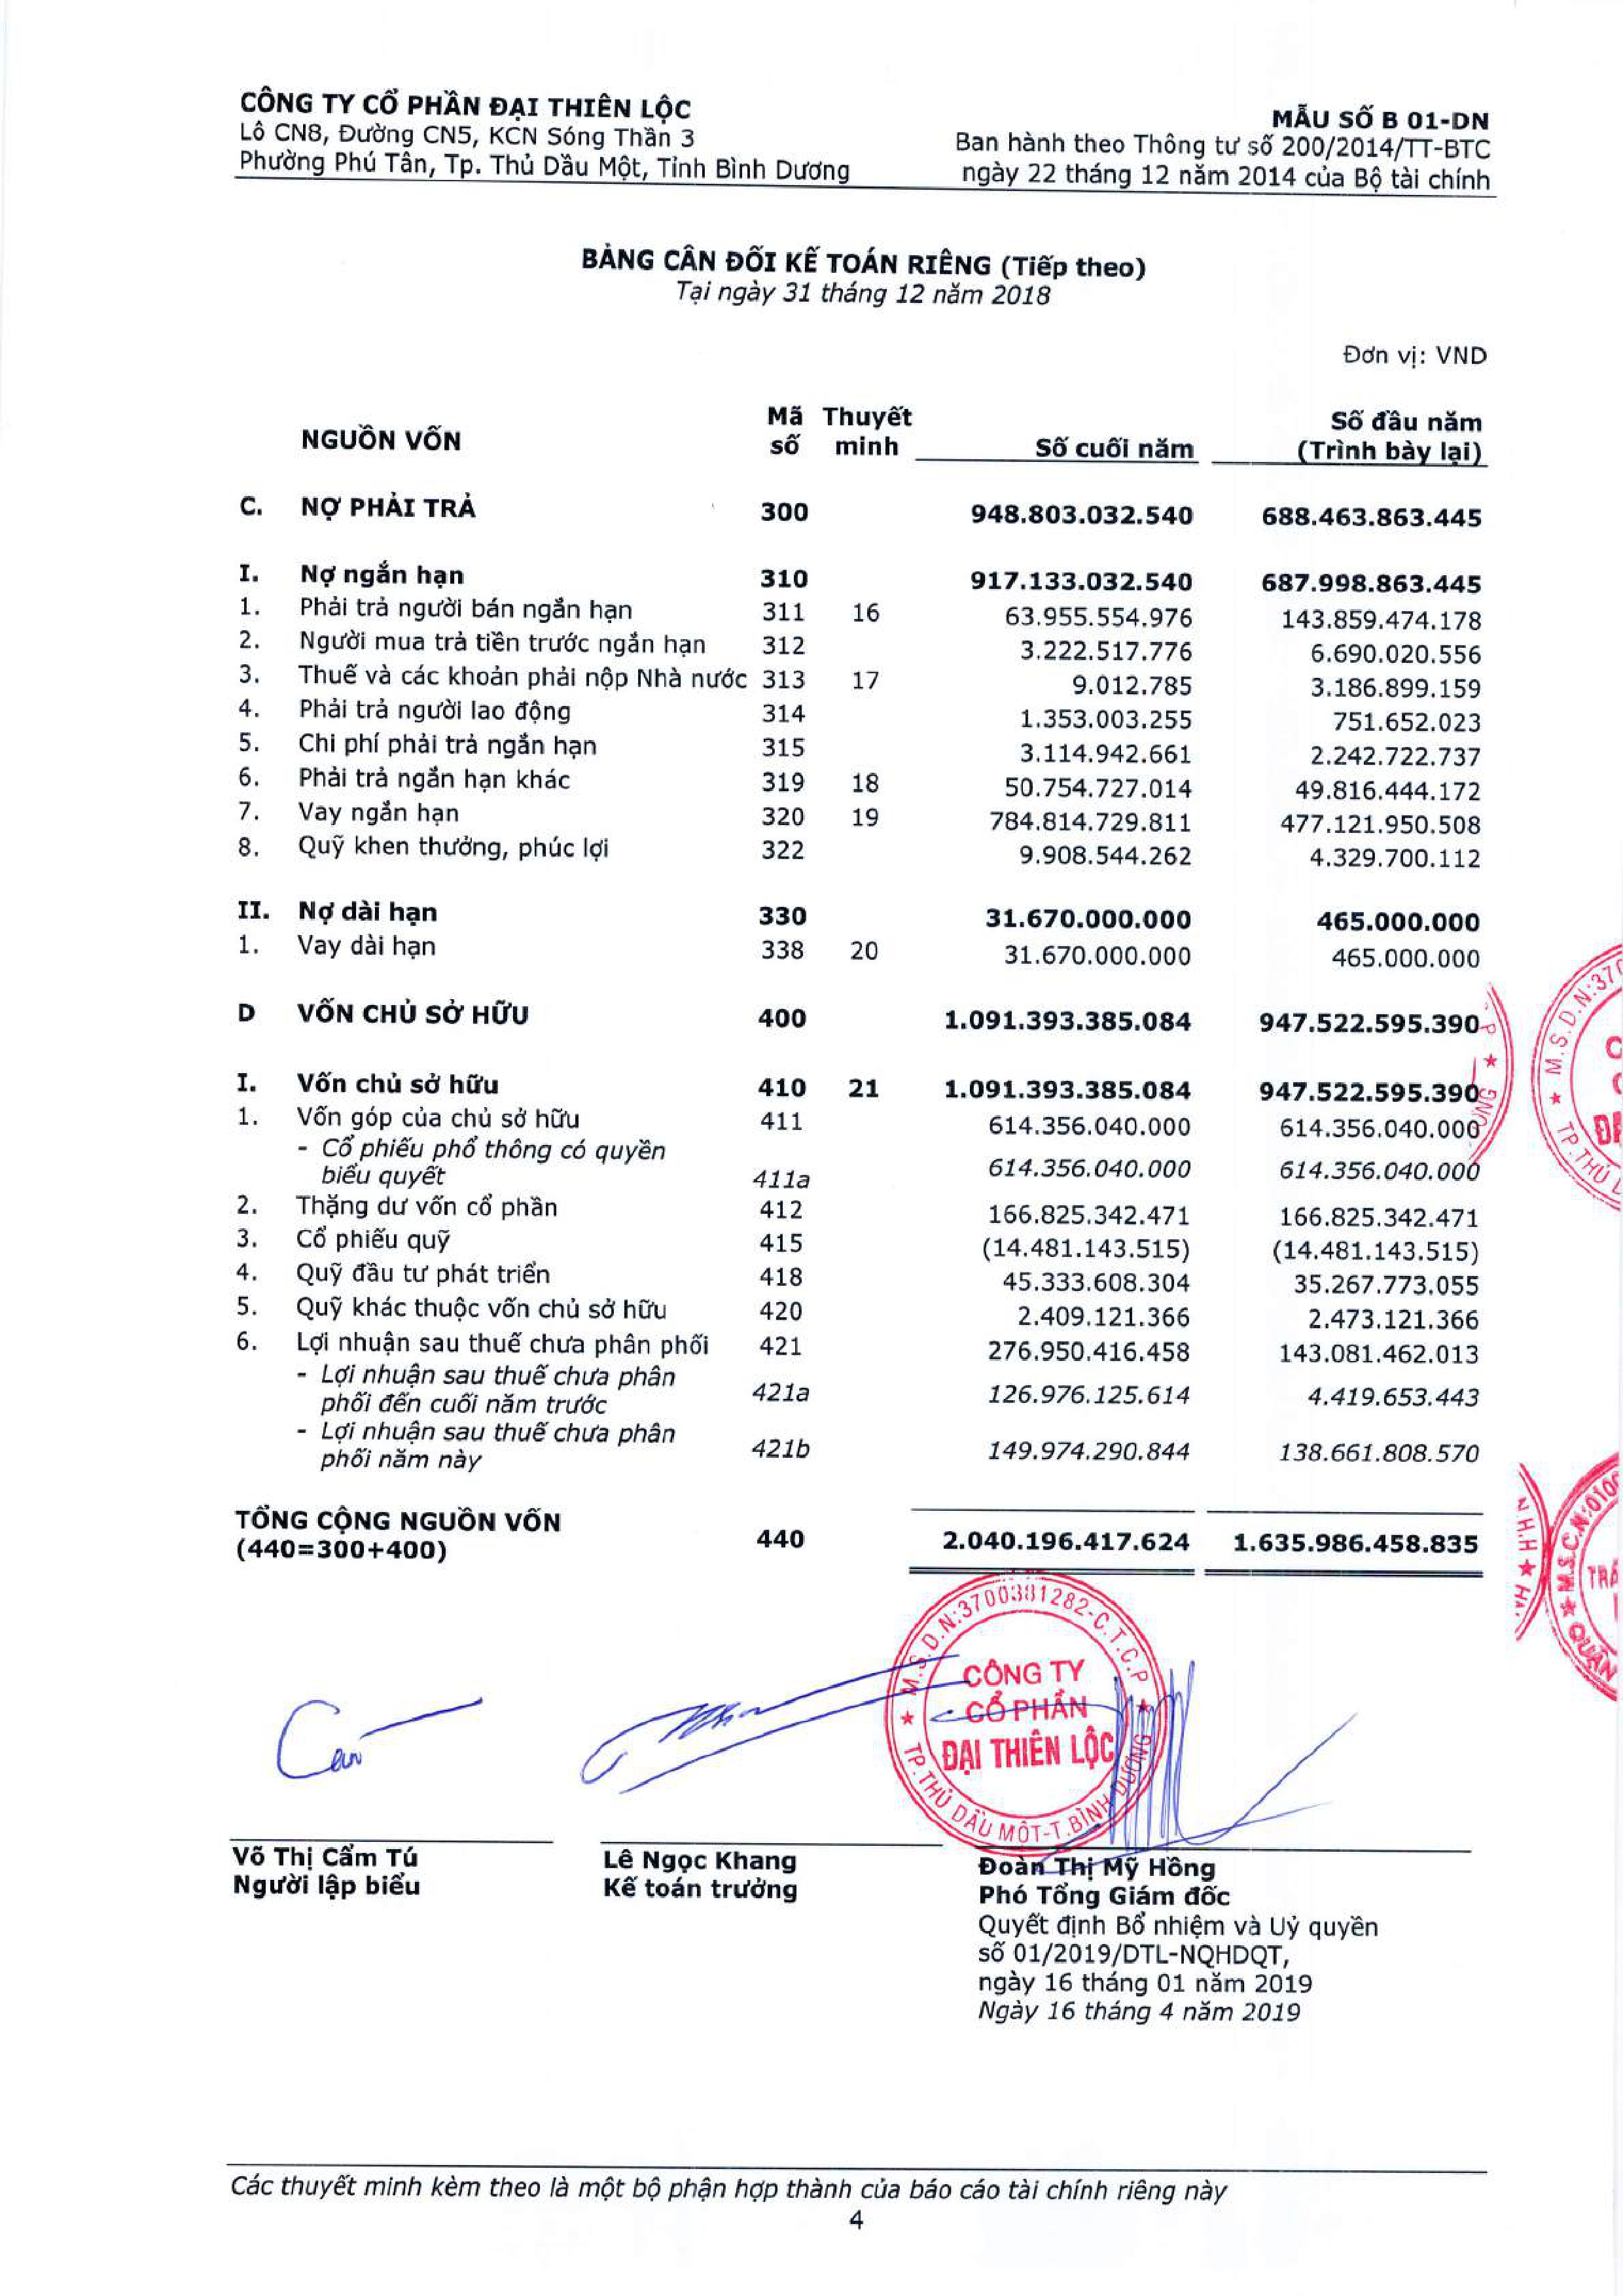 CÔNG TY CỔ PHẦN ĐẠI THIÊN LỘC
Lô CN8, Đường CN5, KCN Sóng Thần 3
Phường Phú Tân, Tp. Thủ Dầu Một, Tỉnh Bình Dương
MẪU SỐ B 01-DN
Ban hành theo Thông tư số 200/2014/TT-BTC
ngày 22 tháng 12 năm 2014 của Bộ tài chính
BẢNG CÂN ĐỐI KẾ TOÁN RIÊNG (Tiếp theo)
Tại ngày 31 tháng 12 năm 2018
Đơn vị: VND
NGUỒN VỐN Mã số Thuyết minh Số cuối năm Số đầu năm (Trình bày lại)
C. NỢ PHẢI TRẢ 300 948.803.032.540 688.463.863.445
I. Nợ ngắn hạn 310 917.133.032.540 687.998.863.445
1. Phải trả người bán ngắn hạn 311 16 63.955.554.976 143.859.474.178
2. Người mua trả tiền trước ngắn hạn 312 3.222.517.776 6.690.020.556
3. Thuế và các khoản phải nộp Nhà nước 313 17 9.012.785 3.186.899.159
4. Phải trả người lao động 314 1.353.003.255 751.652.023
5. Chi phí phải trả ngắn hạn 315 3.114.942.661 2.242.722.737
6. Phải trả ngắn hạn khác 319 18 50.754.727.014 49.816.444.172
7. Vay ngắn hạn 320 19 784.814.729.811 477.121.950.508
8. Quỹ khen thưởng, phúc lợi 322 9.908.544.262 4.329.700.112
II. Nợ dài hạn 330 31.670.000.000 465.000.000
1. Vay dài hạn 338 20 31.670.000.000 465.000.000
D VỐN CHỦ SỞ HỮU 400 1.091.393.385.084 947.522.595.390
I. Vốn chủ sở hữu 410 21 1.091.393.385.084 947.522.595.390
1. Vốn góp của chủ sở hữu 411 614.356.040.000 614.356.040.000
- Cổ phiếu phổ thông có quyền
biểu quyết 411a 614.356.040.000 614.356.040.000
2. Thặng dư vốn cổ phần 412 166.825.342.471 166.825.342.471
3. Cổ phiếu quỹ 415 (14.481.143.515) (14.481.143.515)
4. Quỹ đầu tư phát triển 418 45.333.608.304 35.267.773.055
5. Quỹ khác thuộc vốn chủ sở hữu 420 2.409.121.366 2.473.121.366
6. Lợi nhuận sau thuế chưa phân phối 421 276.950.416.458 143.081.462.013
- Lợi nhuận sau thuế chưa phân
phối đến cuối năm trước 421a 126.976.125.614 4.419.653.443
- Lợi nhuận sau thuế chưa phân
phối năm này 421b 149.974.290.844 138.661.808.570
TỔNG CỘNG NGUỒN VỐN
(440=300+400) 440 2.040.196.417.624 1.635.986.458.835
M.S.D.N:3700381282-C.T.C.P
CÔNG TY
CỔ PHẦN
ĐẠI THIÊN LỘC
TP.THỦ DẦU MỘT-T.BÌNH DƯƠNG
Võ Thị Cẩm Tú
Người lập biểu
Lê Ngọc Khang
Kế toán trưởng
Đoàn Thị Mỹ Hồng
Phó Tổng Giám đốc
Quyết định Bổ nhiệm và Uỷ quyền
số 01/2019/DTL-NQHDQT,
ngày 16 tháng 01 năm 2019
Ngày 16 tháng 4 năm 2019
Các thuyết minh kèm theo là một bộ phận hợp thành của báo cáo tài chính riêng này
4